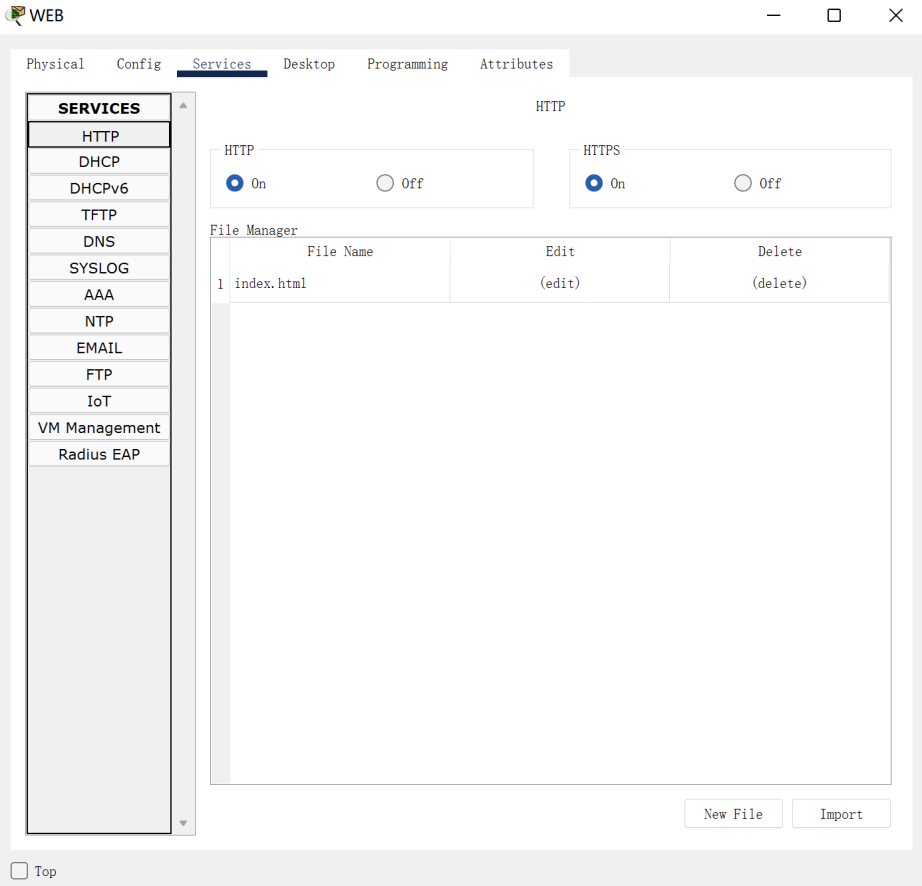 WEB
Physical Config Services Desktop Programming Attributes
SERVICES
HTTP
DHCP
DHCPv6
TFTP
DNS
SYSLOG
AAA
NTP
EMAIL
FTP
IoT
VM Management
Radius EAP
HTTP
HTTP
On Off
HTTPS
On Off
File Manager
File Name Edit Delete
1 index.html (edit) (delete)
New File Import
Top